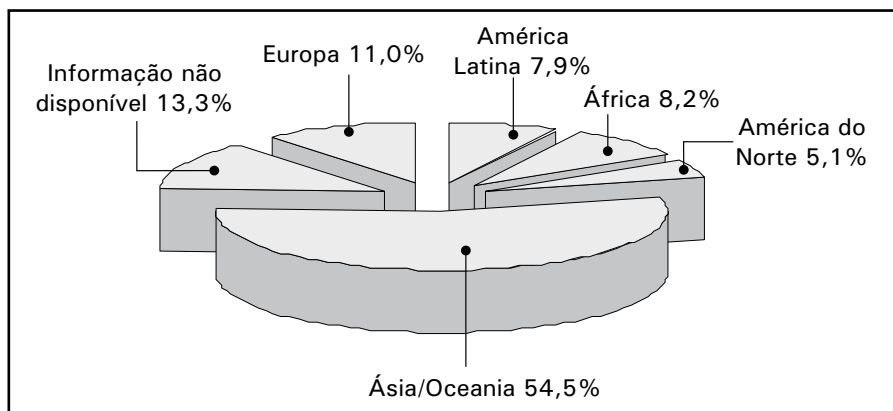 Informação não
disponível 13,3%
Europa 11,0%
América
Latina 7,9%
África 8,2%
América do
Norte 5,1%
Ásia/Oceania 54,5%